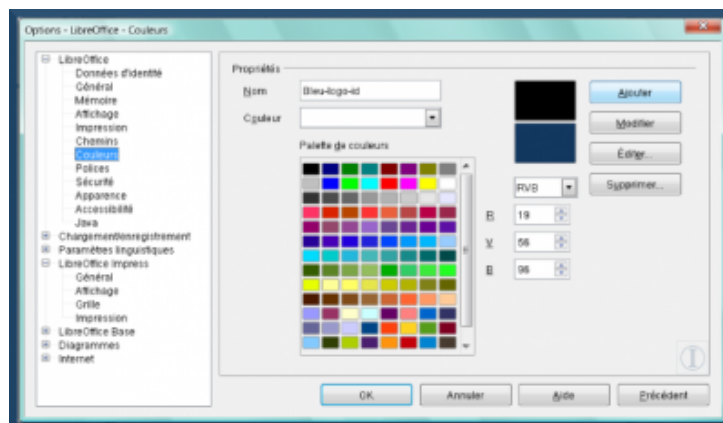 Options - LibreOffice - Couleurs
LibreOffice
Données d'identité
Général
Mémoire
Affichage
Impression
Chemins
Couleurs
Polices
Sécurité
Apparence
Accessibilité
Java
Chargement/enregistrement
Paramètres linguistiques
LibreOffice Impress
Général
Affichage
Grille
Impression
LibreOffice Base
Diagrammes
Internet
Propriétés
Nom
Bleu-logo-id
Couleur
Palette de couleurs
Ajouter
Modifier
Éditer...
Supprimer...
RVB
R 19
V 56
B 96
OK
Annuler
Aide
Précédent